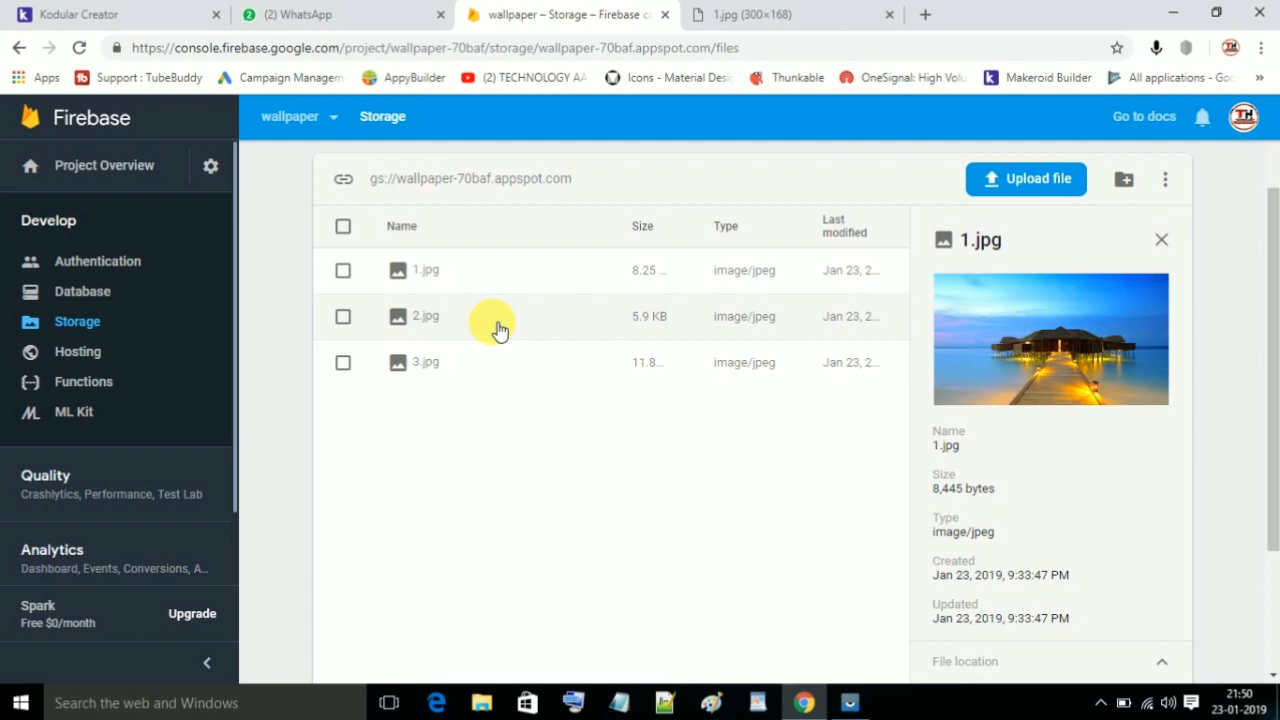 Kodular Creator
(2) WhatsApp
wallpaper – Storage – Firebase co
1.jpg (300×168)
https://console.firebase.google.com/project/wallpaper-70baf/storage/wallpaper-70baf.appspot.com/files
Apps
Support : TubeBuddy
Campaign Managem
AppyBuilder
(2) TECHNOLOGY AA
Icons - Material Desi
Thunkable
OneSignal: High Volu
Makeroid Builder
All applications - Goo
»
Firebase
wallpaper
Storage
Go to docs
TH
Project Overview
Develop
Authentication
Database
Storage
Hosting
Functions
ML Kit
Quality
Crashlytics, Performance, Test Lab
Analytics
Dashboard, Events, Conversions, A...
Spark
Free $0/month
Upgrade
gs://wallpaper-70baf.appspot.com
Upload file
Name
Size
Type
Last
modified
1.jpg
8.25 ...
image/jpeg
Jan 23, 2...
2.jpg
5.9 KB
image/jpeg
Jan 23, 2...
3.jpg
11.8...
image/jpeg
Jan 23, 2...
1.jpg
Name
1.jpg
Size
8,445 bytes
Type
image/jpeg
Created
Jan 23, 2019, 9:33:47 PM
Updated
Jan 23, 2019, 9:33:47 PM
File location
Search the web and Windows
21:50
23-01-2019